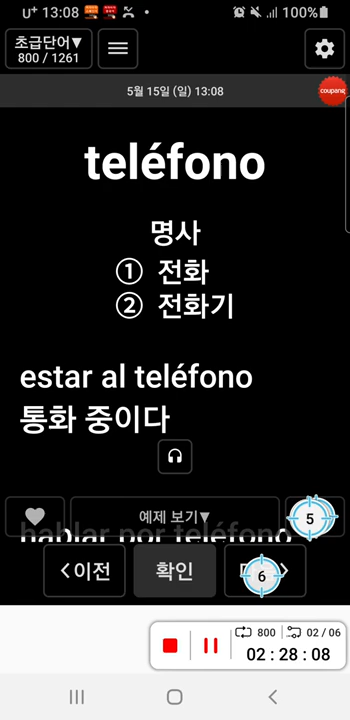 U⁺ 13:08 100%
초급단어▼
800 / 1261
5월 15일 (일) 13:08
coupang
teléfono
명사
① 전화
② 전화기
estar al teléfono
통화 중이다
예제 보기▼
5
hablar por teléfono
<이전
확인
6
800 02 / 06
02 : 28 : 08